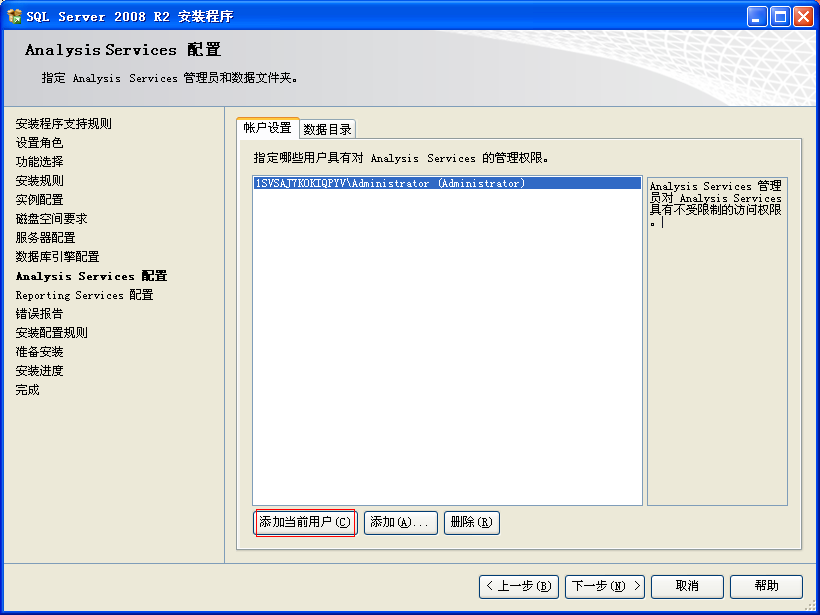 SQL Server 2008 R2 安装程序
Analysis Services 配置
指定 Analysis Services 管理员和数据文件夹。
安装程序支持规则
设置角色
功能选择
安装规则
实例配置
磁盘空间要求
服务器配置
数据库引擎配置
Analysis Services 配置
Reporting Services 配置
错误报告
安装配置规则
准备安装
安装进度
完成
帐户设置
数据目录
指定哪些用户具有对 Analysis Services 的管理权限。
1SVSAJ7KOKIQPYV\Administrator (Administrator)
Analysis Services 管理
员对 Analysis Services
具有不受限制的访问权限
。
添加当前用户(C)
添加(A)...
删除(R)
< 上一步(B)
下一步(N) >
取消
帮助